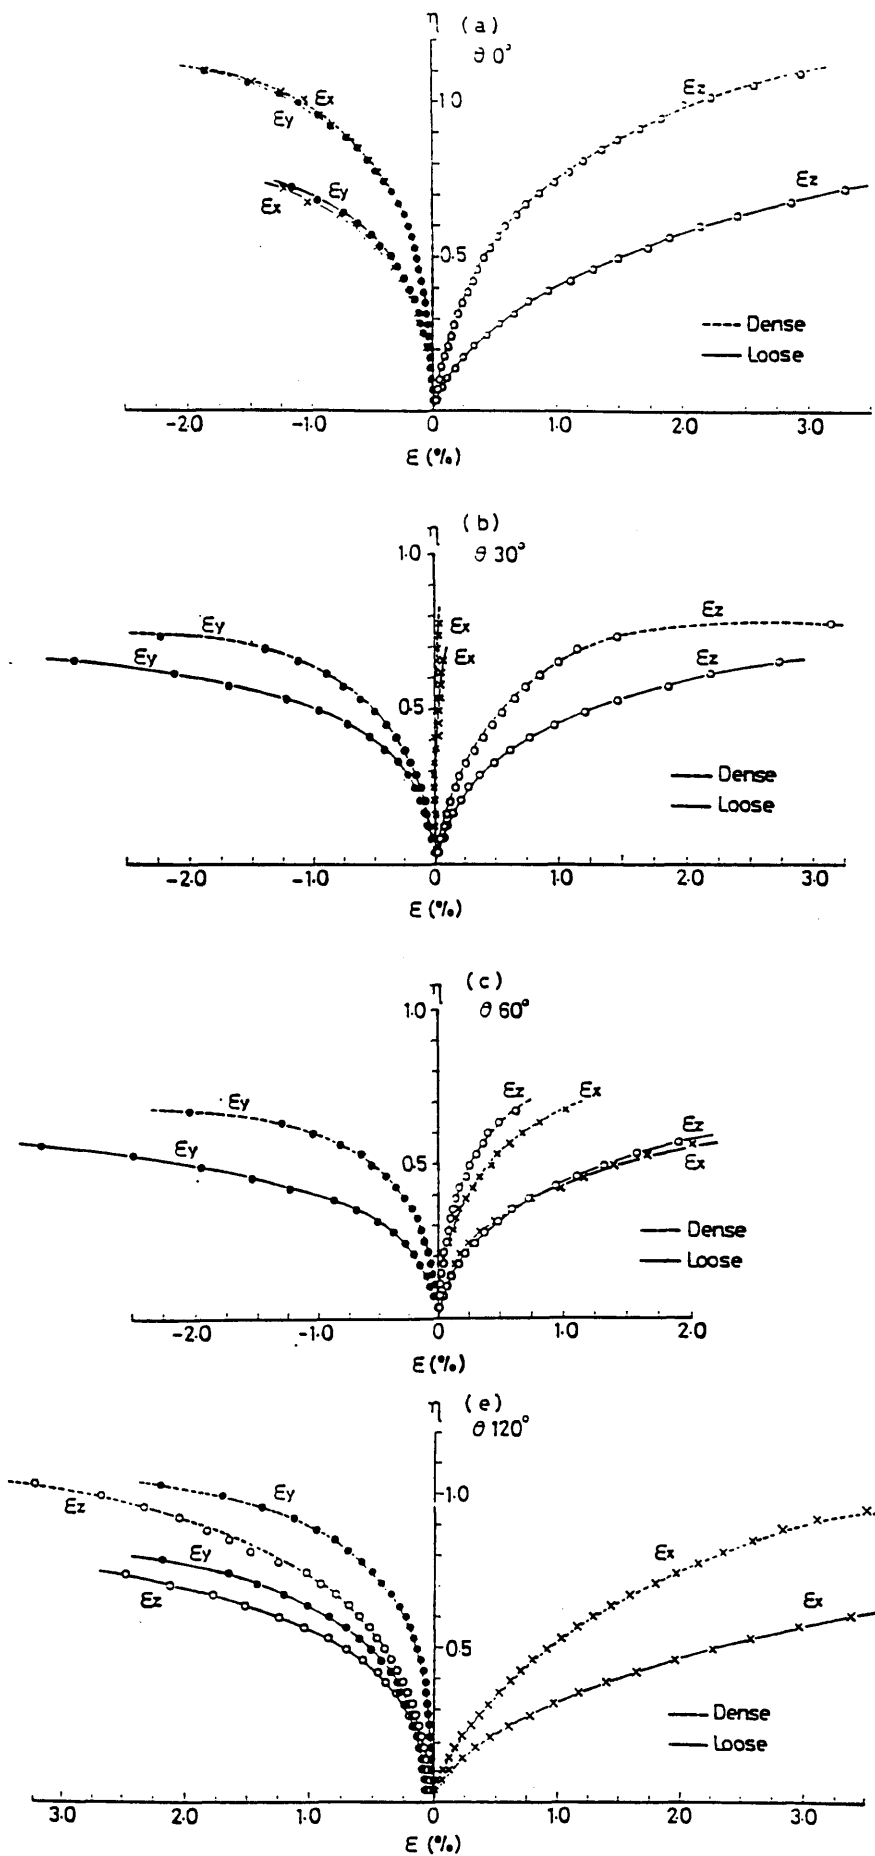 η (a)
θ 0°
1.0
εx
εz
εy
εy
εz
εx
0.5
---- Dense
— Loose
-2.0 -1.0 0 1.0 2.0 3.0
ε (%)
η (b)
1.0 θ 30°
εy εx εz
εy εx εz
0.5
— Dense
— Loose
-2.0 -1.0 0 1.0 2.0 3.0
ε (%)
η (c)
1.0 θ 60°
εy εz εx
εy εz
0.5 εx
— Dense
— Loose
-2.0 -1.0 0 1.0 2.0
ε (%)
η (e)
θ 120°
εy 1.0
εz
εy εx
εz εx
0.5
— Dense
— Loose
3.0 2.0 1.0 0 1.0 2.0 3.0
ε (%)